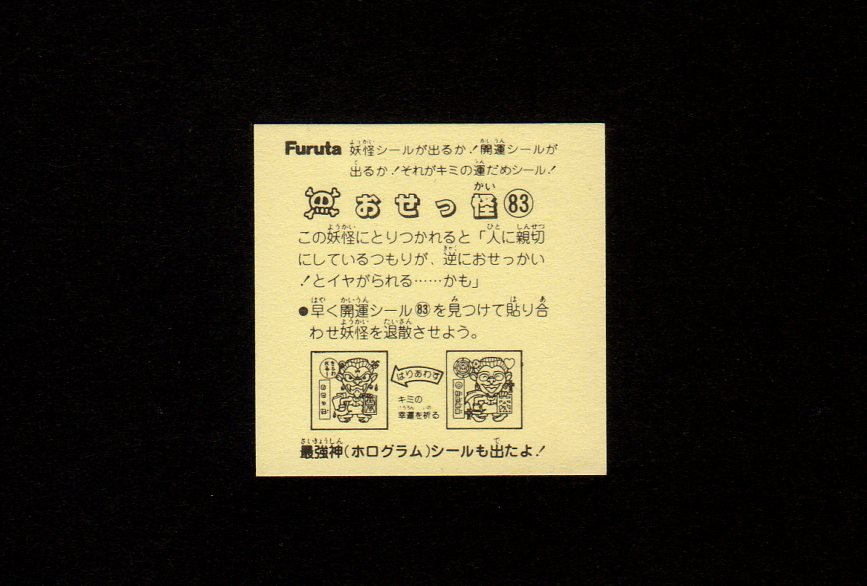 Furuta 妖怪シールが出るか!開運シールが
出るか!それがキミの運だめシール!
おせっ怪 83
この妖怪にとりつかれると「人に親切
にしているつもりが、逆におせっかい
!とイヤがられる……かも」
●早く開運シール83を見つけて貼り合
わせ妖怪を退散させよう。
はりあわす
キミの
幸運を祈る
最強神(ホログラム)シールも出たよ!